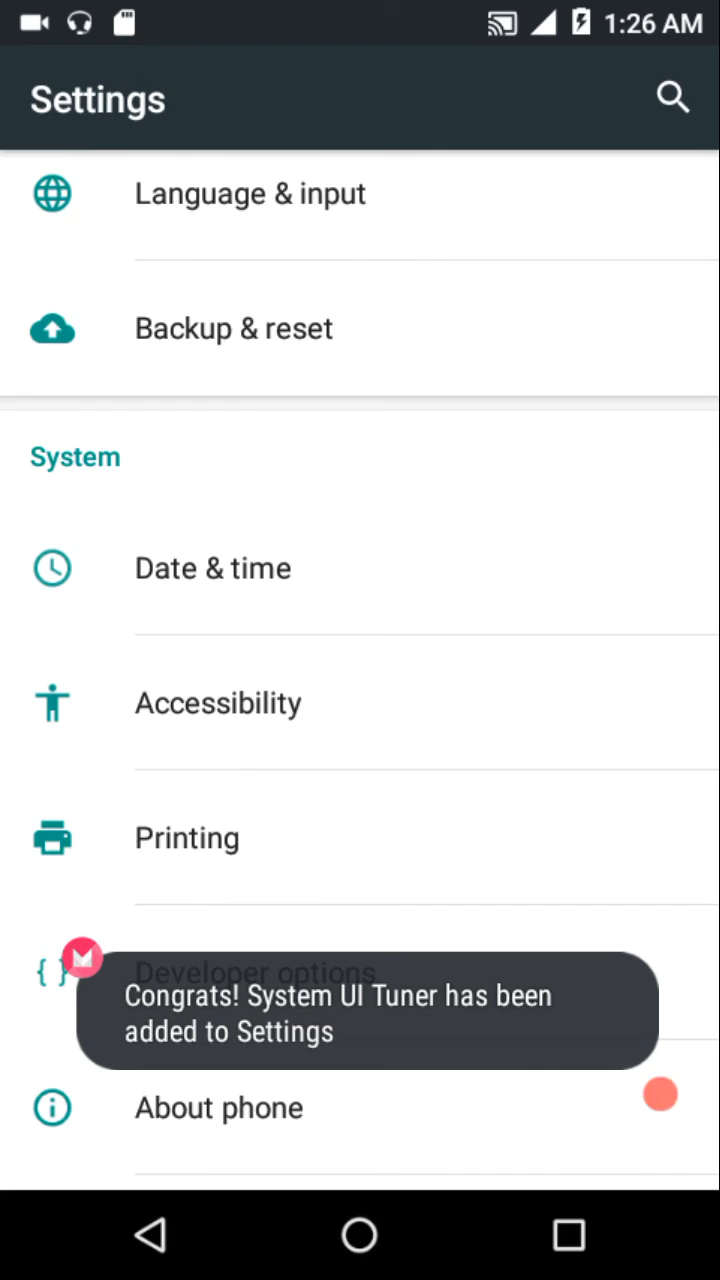 1:26 AM
Settings
Language & input
Backup & reset
System
Date & time
Accessibility
Printing
Developer options
Congrats! System UI Tuner has been
added to Settings
About phone